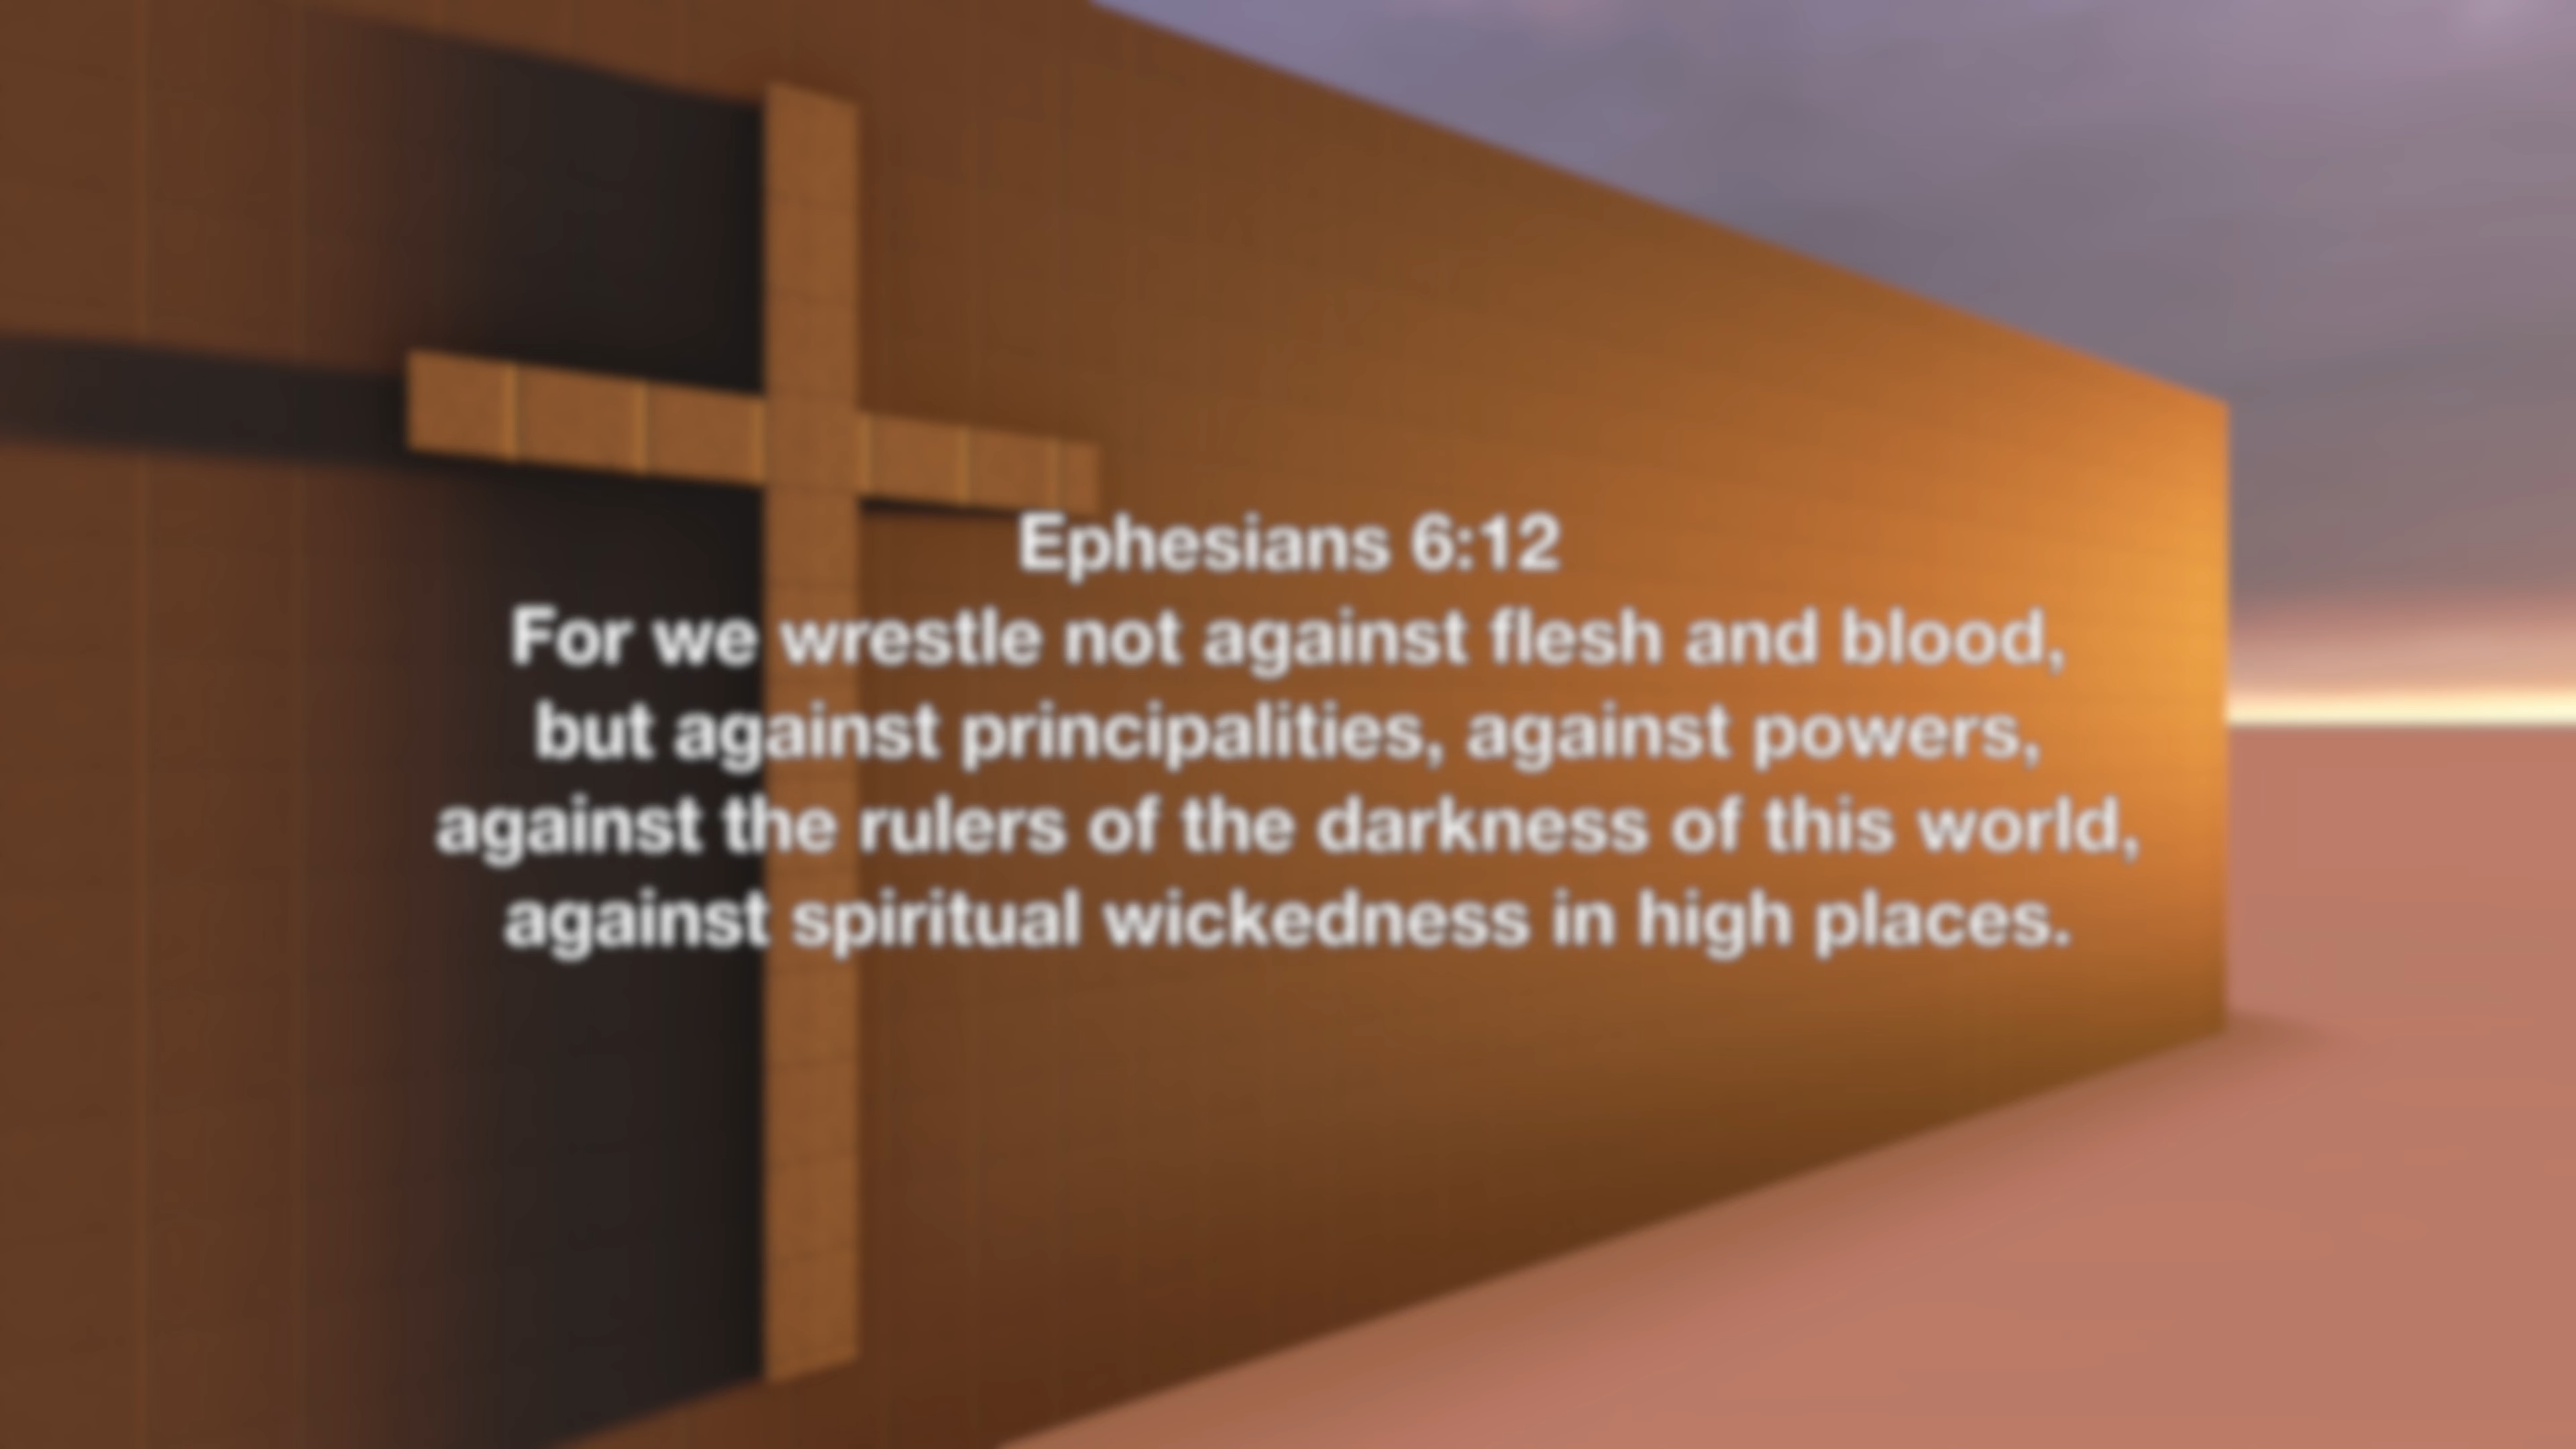 Ephesians 6:12
For we wrestle not against flesh and blood,
but against principalities, against powers,
against the rulers of the darkness of this world,
against spiritual wickedness in high places.